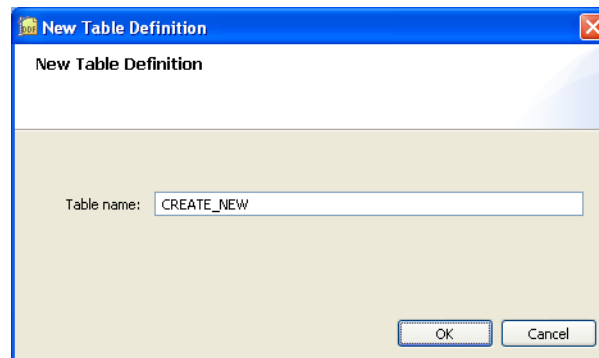 New Table Definition
New Table Definition
Table name: CREATE_NEW
OK Cancel